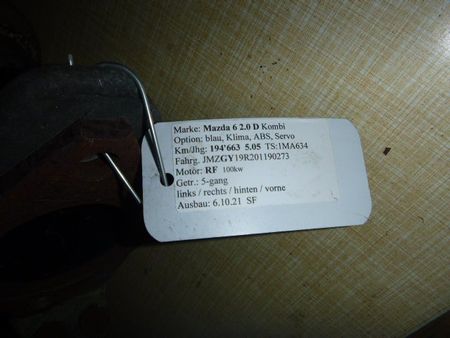 Marke: Mazda 6 2.0 D Kombi
Option: blau, Klima, ABS, Servo
Km/Jhg: 194'663 5.05 TS:1MA634
Fahrg. JMZGY19R201190273
Motor: RF 100kw
Getr.: 5-gang
links / rechts / hinten / vorne
Ausbau: 6.10.21 SF